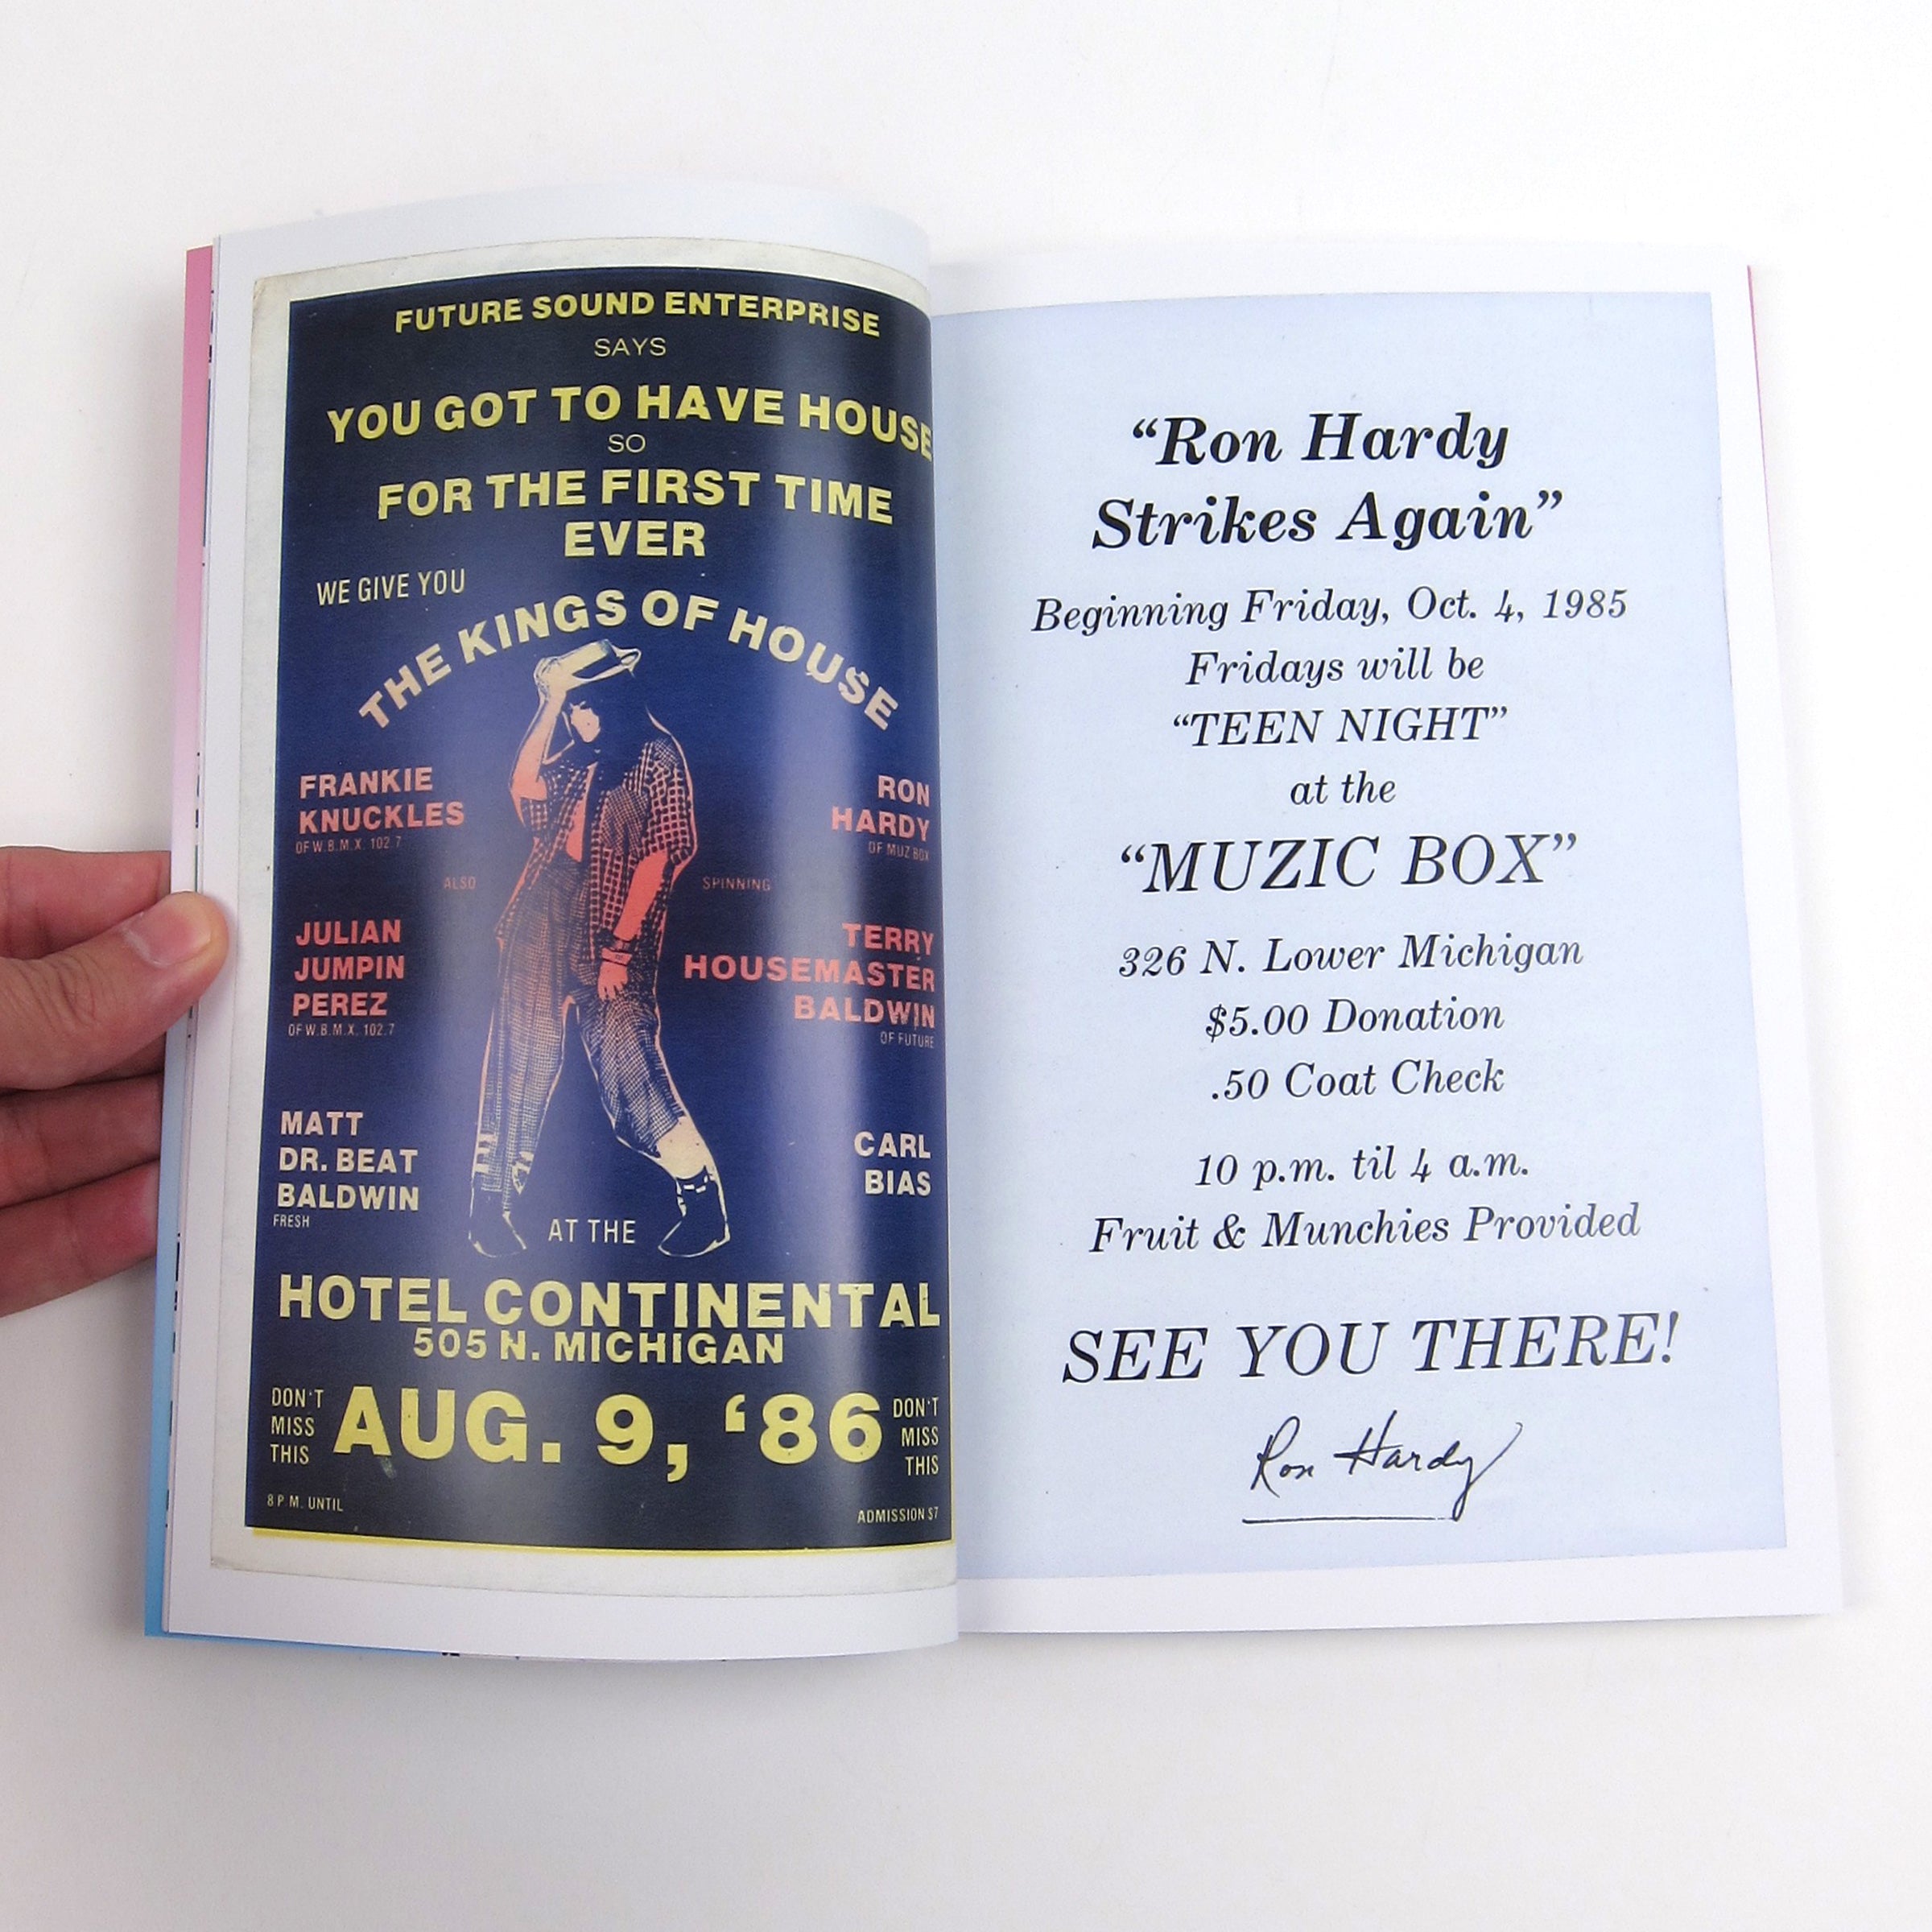 FUTURE SOUND ENTERPRISE
SAYS
YOU GOT TO HAVE HOUSE
SO
FOR THE FIRST TIME
EVER
WE GIVE YOU
THE KINGS OF HOUSE
FRANKIE
KNUCKLES
OF W.B.M.X. 102.7
RON
HARDY
OF MUZ BOX
ALSO
SPINNING
JULIAN
JUMPIN
PEREZ
OF W.B.M.X. 102.7
TERRY
HOUSEMASTER
BALDWIN
OF FUTURE
MATT
DR. BEAT
BALDWIN
FRESH
CARL
BIAS
AT THE
HOTEL CONTINENTAL
505 N. MICHIGAN
DON'T
MISS
THIS
AUG. 9, ‘86
DON'T
MISS
THIS
8 P.M. UNTIL
ADMISSION $7
“Ron Hardy
Strikes Again”
Beginning Friday, Oct. 4, 1985
Fridays will be
“TEEN NIGHT”
at the
“MUZIC BOX”
326 N. Lower Michigan
$5.00 Donation
.50 Coat Check
10 p.m. til 4 a.m.
Fruit & Munchies Provided
SEE YOU THERE!
Ron Hardy